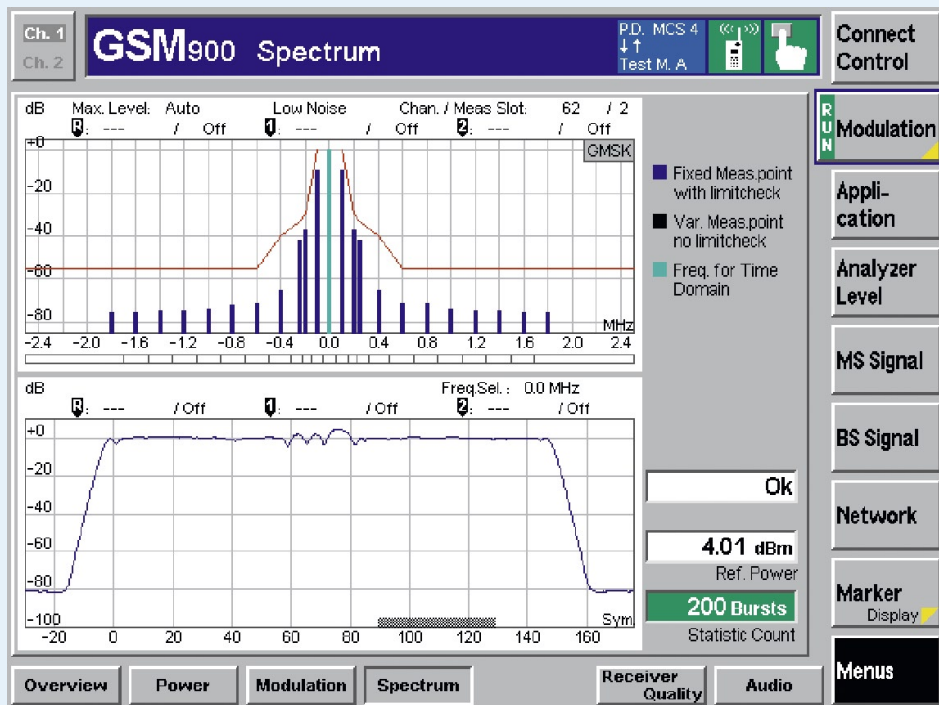 Ch. 1
Ch. 2
GSM900 Spectrum
P.D. MCS 4
Test M. A
Connect
Control
dB Max. Level: Auto Low Noise Chan. / Meas Slot: 62 / 2
R: --- / Off 1: --- / Off 2: --- / Off
GMSK
+0
-20
-40
-60
-80
MHz
-2.4 -2.0 -1.6 -1.2 -0.8 -0.4 0.0 0.4 0.8 1.2 1.6 2.0 2.4
Fixed Meas.point
with limitcheck
Var. Meas.point
no limitcheck
Freq. for Time
Domain
RUN
Modulation
Appli-
cation
Analyzer
Level
MS Signal
BS Signal
Network
Marker
Display
Menus
dB Freq.Sel.: 0.0 MHz
R: --- / Off 1: --- / Off 2: --- / Off
+0
-20
-40
-60
-80
-100
Sym
-20 0 20 40 60 80 100 120 140 160
Ok
4.01 dBm
Ref. Power
200 Bursts
Statistic Count
Overview
Power
Modulation
Spectrum
Receiver
Quality
Audio